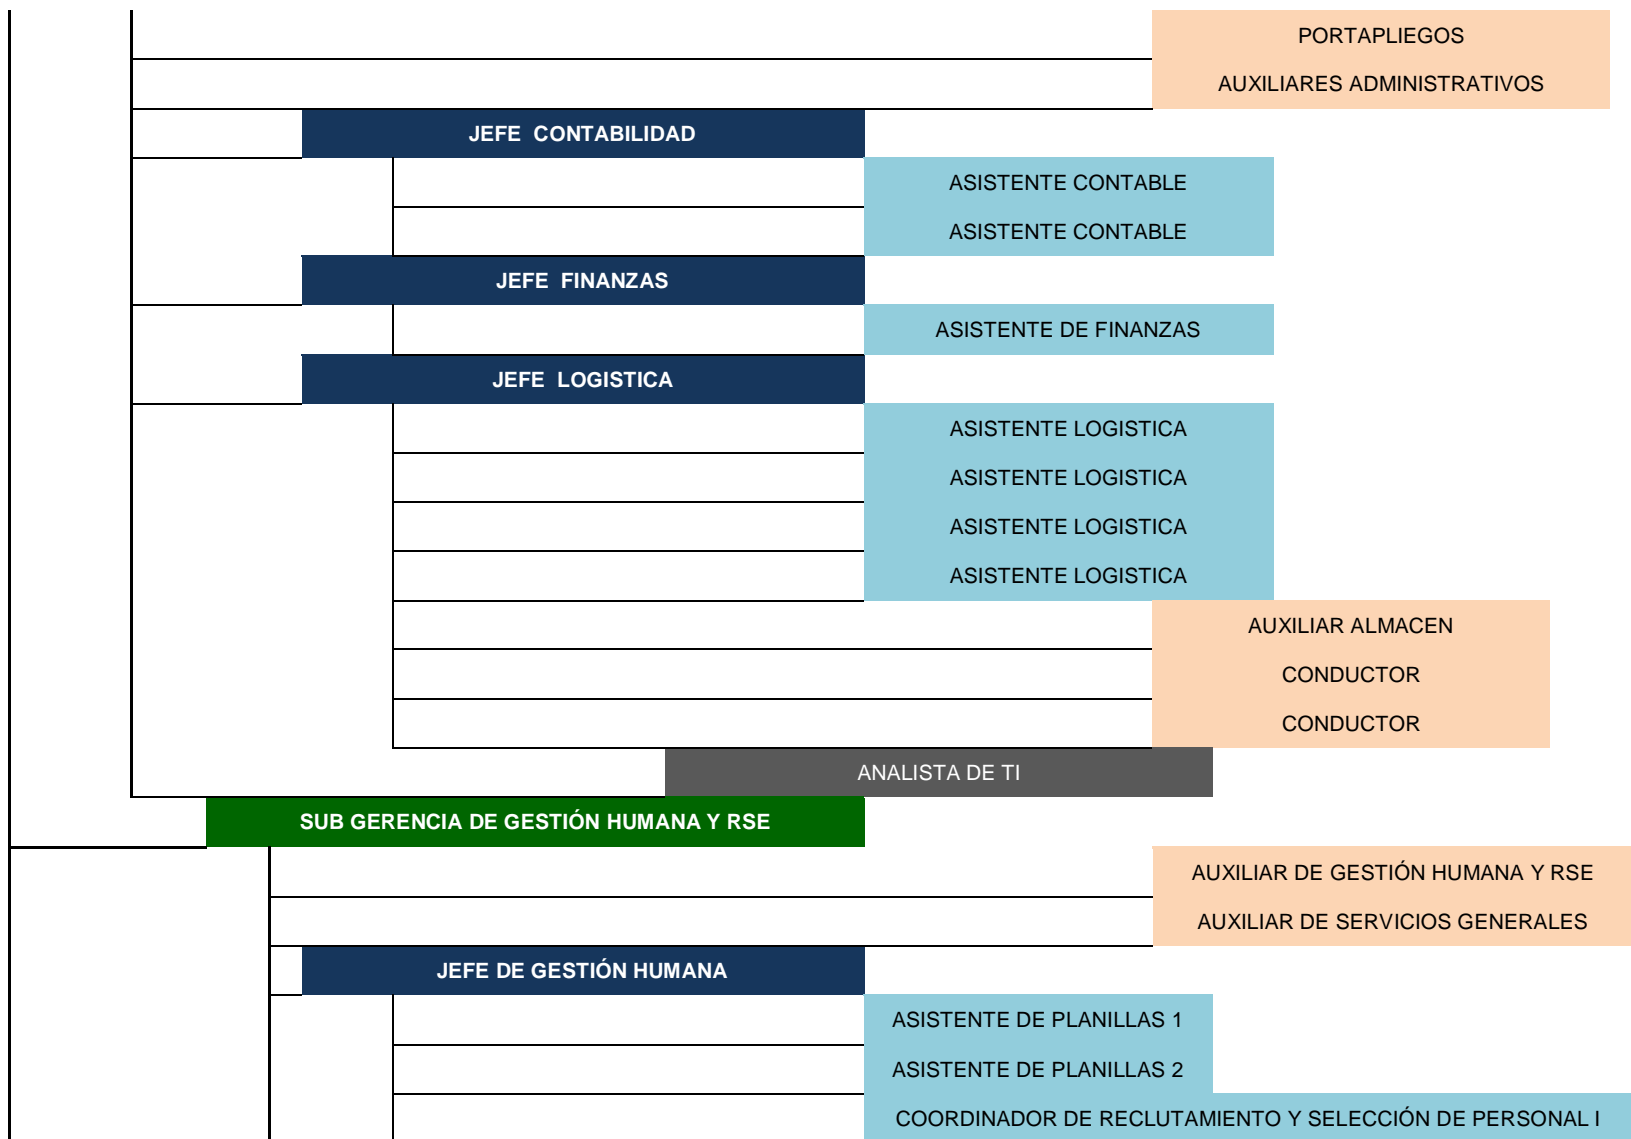 PORTAPLIEGOS
AUXILIARES ADMINISTRATIVOS
JEFE CONTABILIDAD
ASISTENTE CONTABLE
ASISTENTE CONTABLE
JEFE FINANZAS
ASISTENTE DE FINANZAS
JEFE LOGISTICA
ASISTENTE LOGISTICA
ASISTENTE LOGISTICA
ASISTENTE LOGISTICA
ASISTENTE LOGISTICA
AUXILIAR ALMACEN
CONDUCTOR
CONDUCTOR
ANALISTA DE TI
SUB GERENCIA DE GESTIÓN HUMANA Y RSE
AUXILIAR DE GESTIÓN HUMANA Y RSE
AUXILIAR DE SERVICIOS GENERALES
JEFE DE GESTIÓN HUMANA
ASISTENTE DE PLANILLAS 1
ASISTENTE DE PLANILLAS 2
COORDINADOR DE RECLUTAMIENTO Y SELECCIÓN DE PERSONAL I